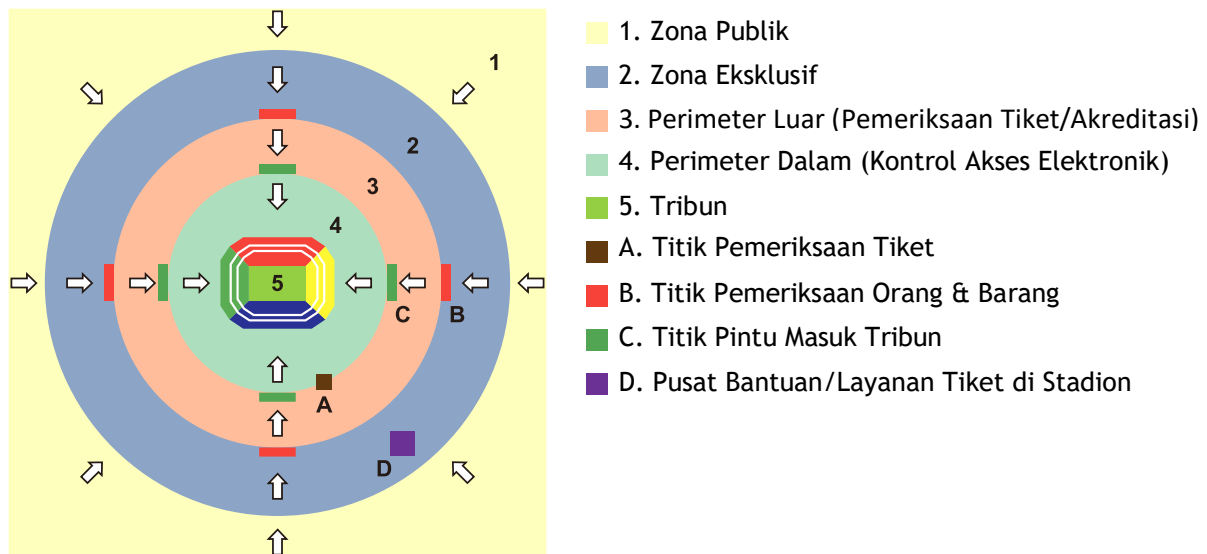 1
2
3
4
5
C
B
A
D
1. Zona Publik
2. Zona Eksklusif
3. Perimeter Luar (Pemeriksaan Tiket/Akreditasi)
4. Perimeter Dalam (Kontrol Akses Elektronik)
5. Tribun
A. Titik Pemeriksaan Tiket
B. Titik Pemeriksaan Orang & Barang
C. Titik Pintu Masuk Tribun
D. Pusat Bantuan/Layanan Tiket di Stadion